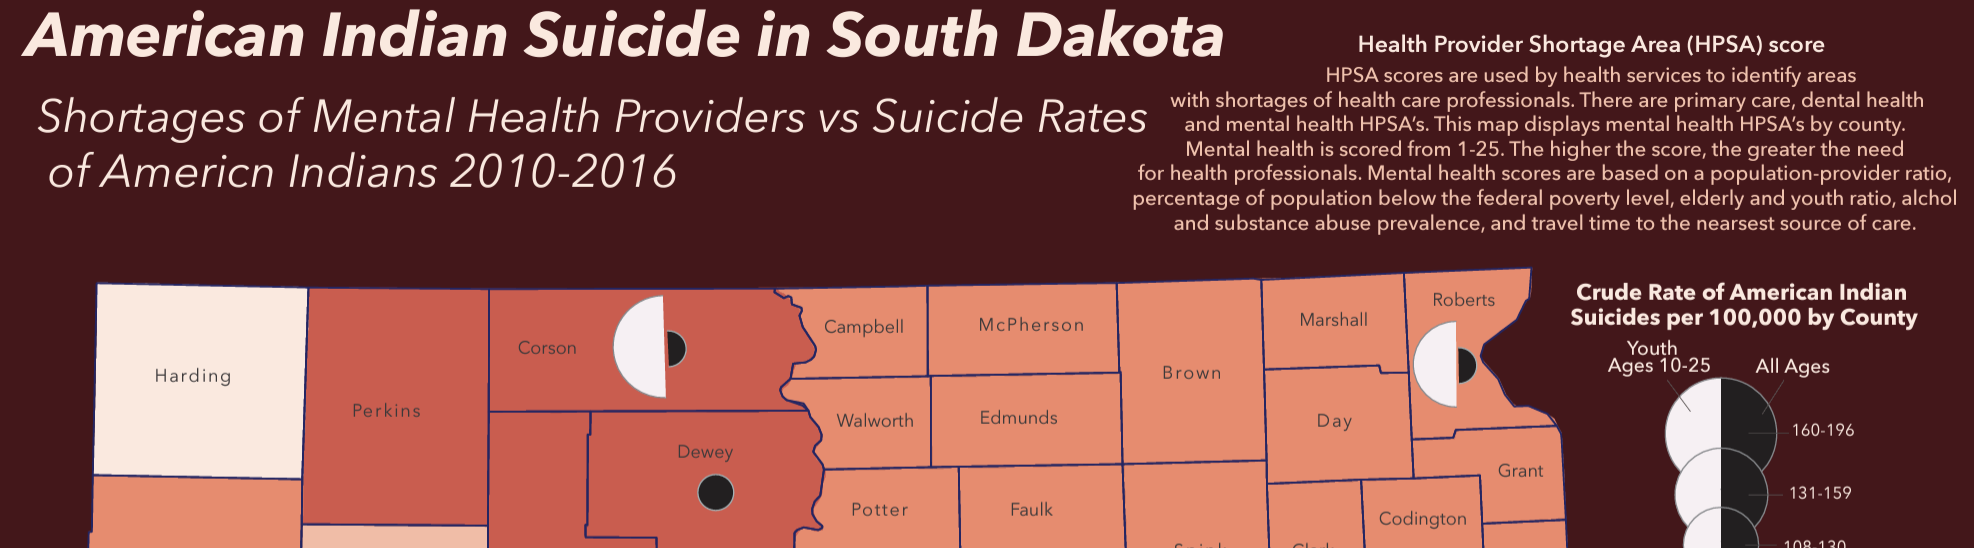 American Indian Suicide in South Dakota
Shortages of Mental Health Providers vs Suicide Rates
of Americn Indians 2010-2016
Health Provider Shortage Area (HPSA) score
HPSA scores are used by health services to identify areas
with shortages of health care professionals. There are primary care, dental health
and mental health HPSA's. This map displays mental health HPSA's by county.
Mental health is scored from 1-25. The higher the score, the greater the need
for health professionals. Mental health scores are based on a population-provider ratio,
percentage of population below the federal poverty level, elderly and youth ratio, alchol
and substance abuse prevalence, and travel time to the nearsest source of care.
Crude Rate of American Indian
Suicides per 100,000 by County
Youth
Ages 10-25
All Ages
160-196
131-159
108-130
Harding
Perkins
Corson
Dewey
Campbell
McPherson
Brown
Marshall
Roberts
Walworth
Edmunds
Day
Grant
Potter
Faulk
Codington